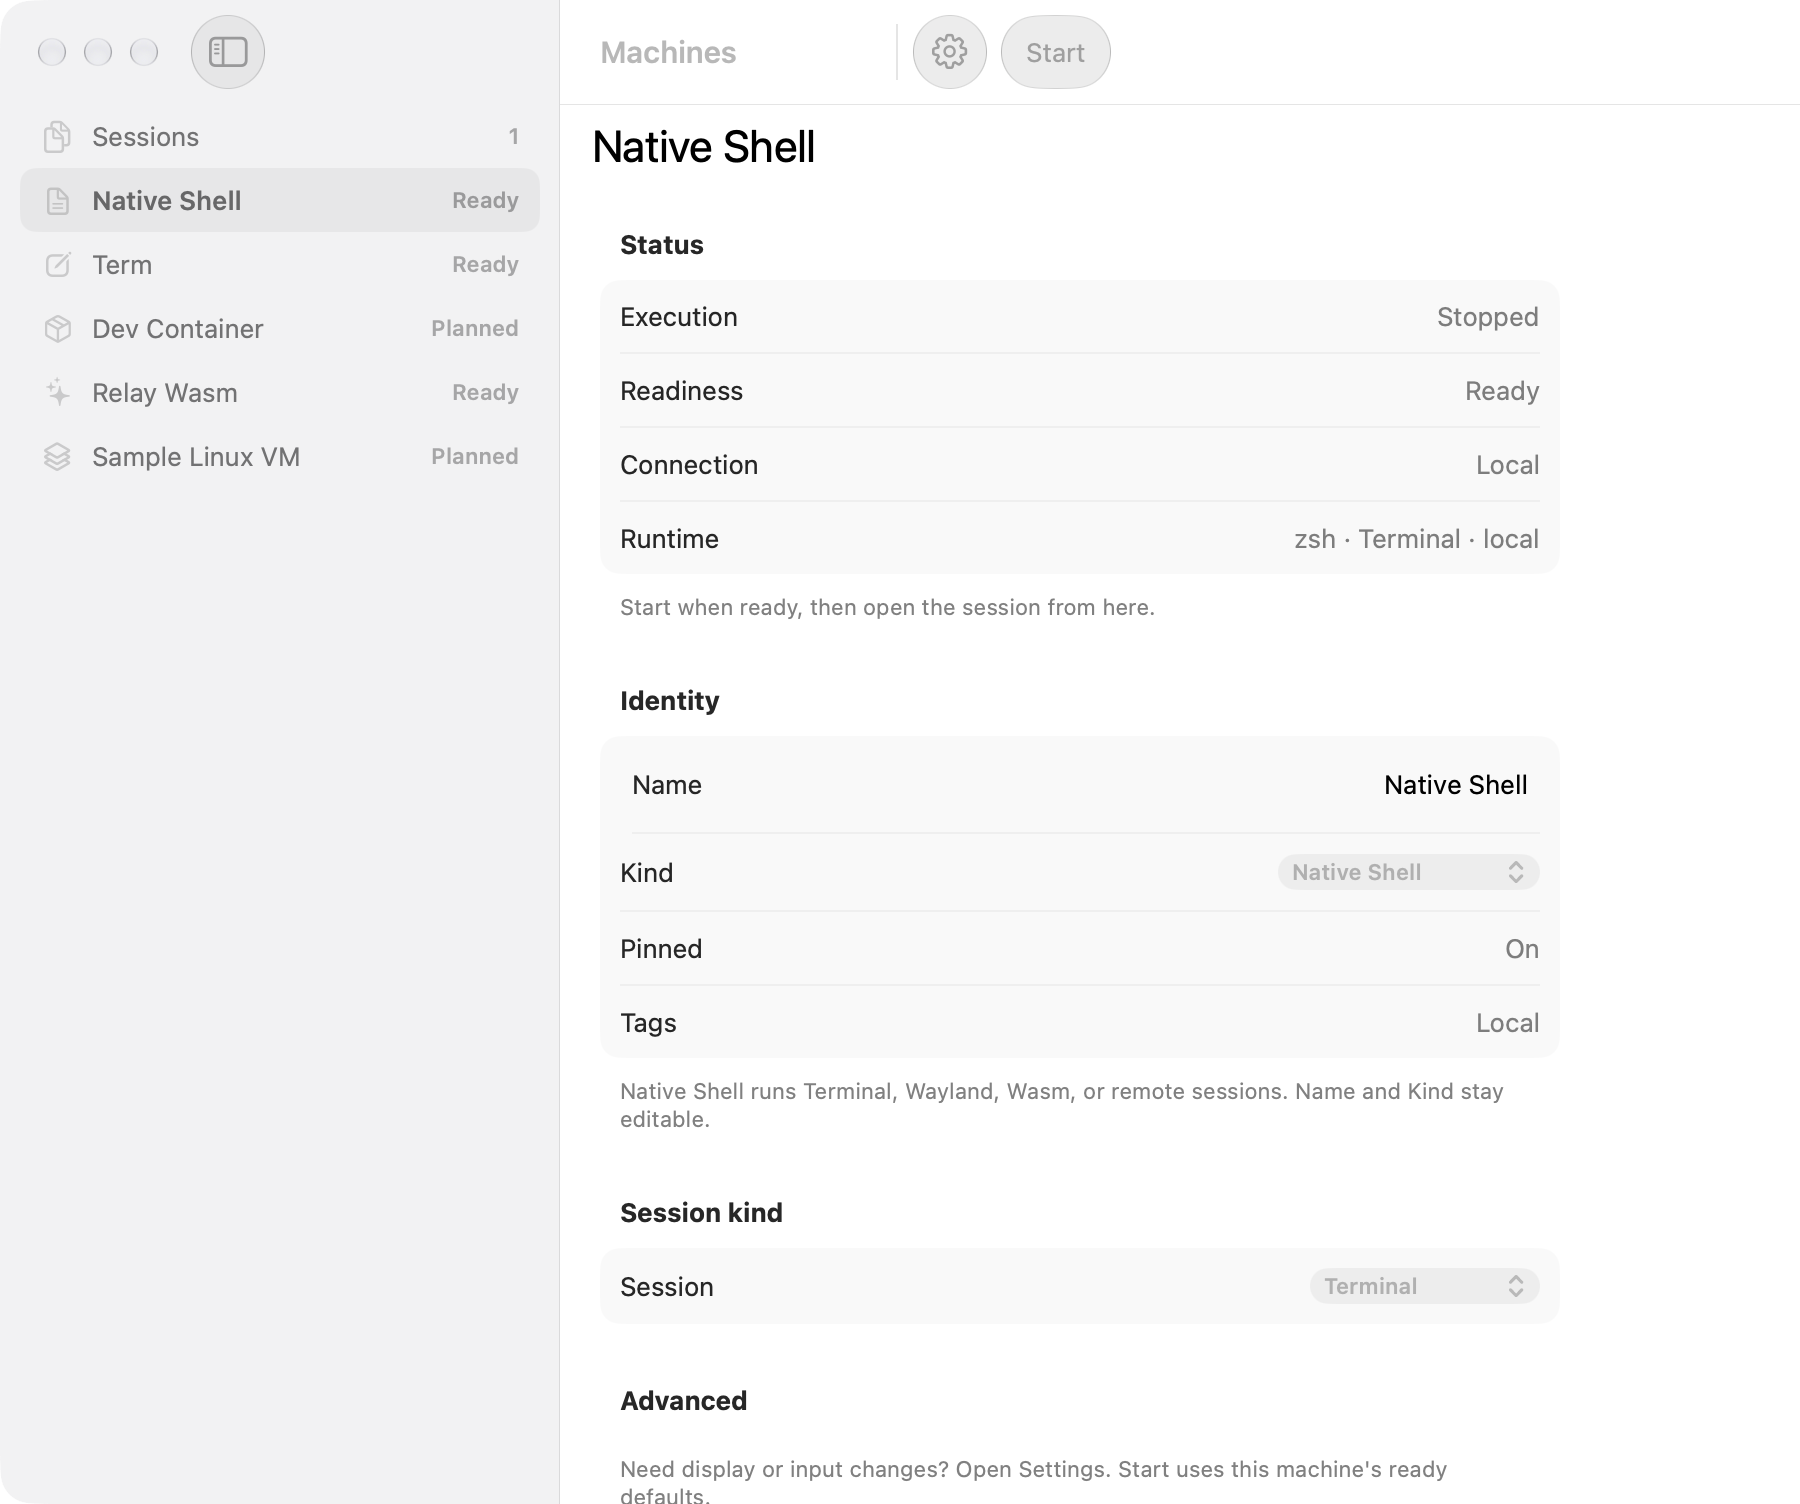 Machines
Start
Sessions 1
Native Shell Ready
Term Ready
Dev Container Planned
Relay Wasm Ready
Sample Linux VM Planned
Native Shell
Status
Execution Stopped
Readiness Ready
Connection Local
Runtime zsh · Terminal · local
Start when ready, then open the session from here.
Identity
Name Native Shell
Kind Native Shell
Pinned On
Tags Local
Native Shell runs Terminal, Wayland, Wasm, or remote sessions. Name and Kind stay
editable.
Session kind
Session Terminal
Advanced
Need display or input changes? Open Settings. Start uses this machine's ready
defaults.